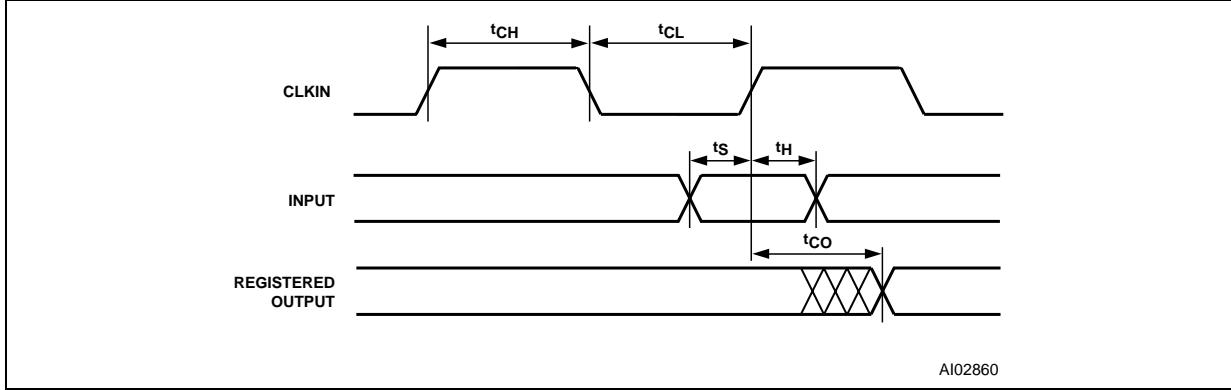 tCH
tCL
CLKIN
tS
tH
INPUT
tCO
REGISTERED
OUTPUT
AI02860